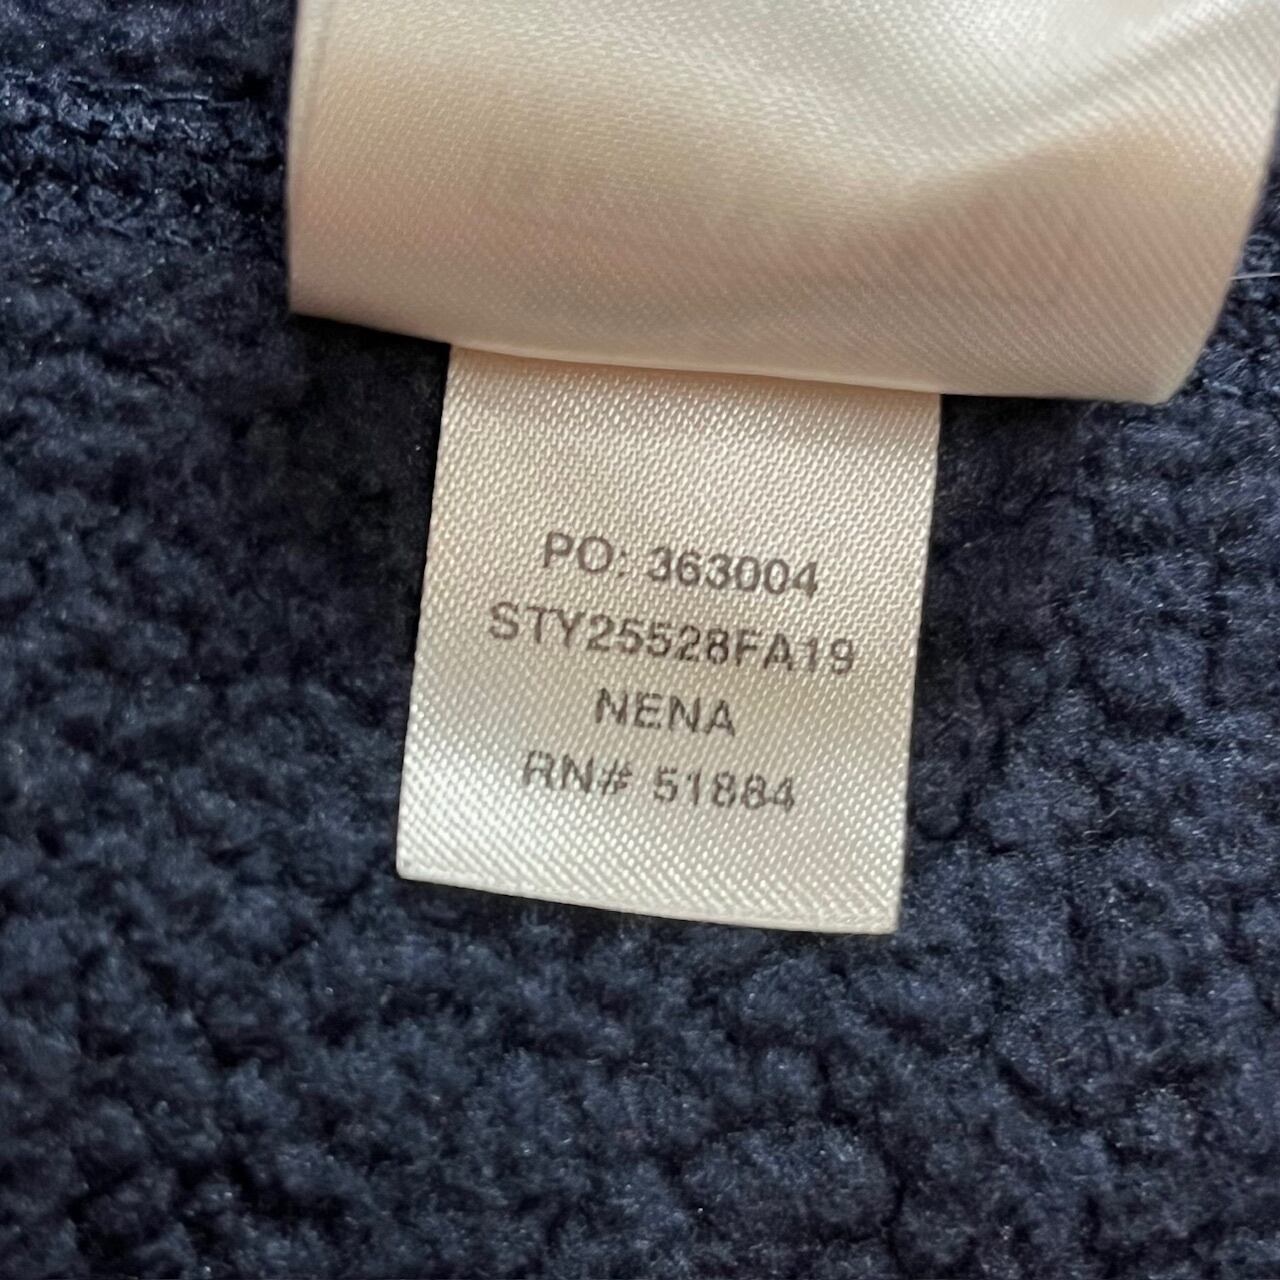 PO: 363004
STY25528FA19
NENA
RN# 51884